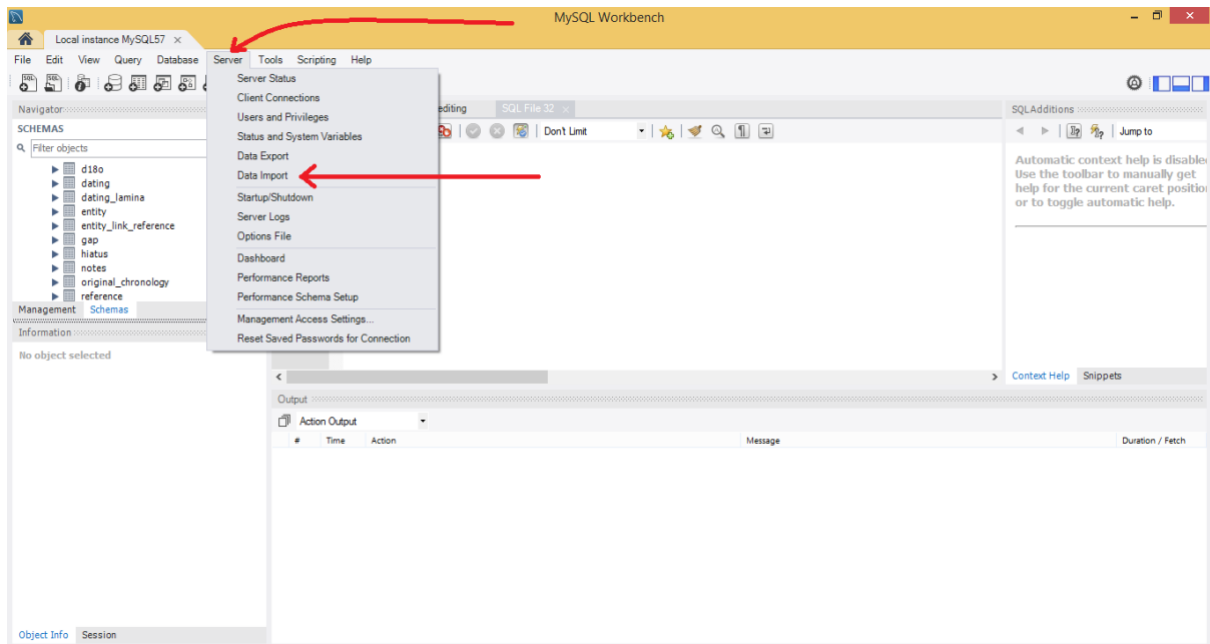 MySQL Workbench
Local instance MySQL57
File Edit View Query Database Server Tools Scripting Help
Navigator
SCHEMAS
Filter objects
d18o
dating
dating_lamina
entity
entity_link_reference
gap
hiatus
notes
original_chronology
reference
Management Schemas
Information
No object selected
Object Info Session
Server Status
Client Connections
Users and Privileges
Status and System Variables
Data Export
Data Import
Startup/Shutdown
Server Logs
Options File
Dashboard
Performance Reports
Performance Schema Setup
Management Access Settings...
Reset Saved Passwords for Connection
editing SQL File 32
Don't Limit
Output
Action Output
# Time Action Message Duration / Fetch
SQLAdditions
Jump to
Automatic context help is disable
Use the toolbar to manually get
help for the current caret positio
or to toggle automatic help.
Context Help Snippets